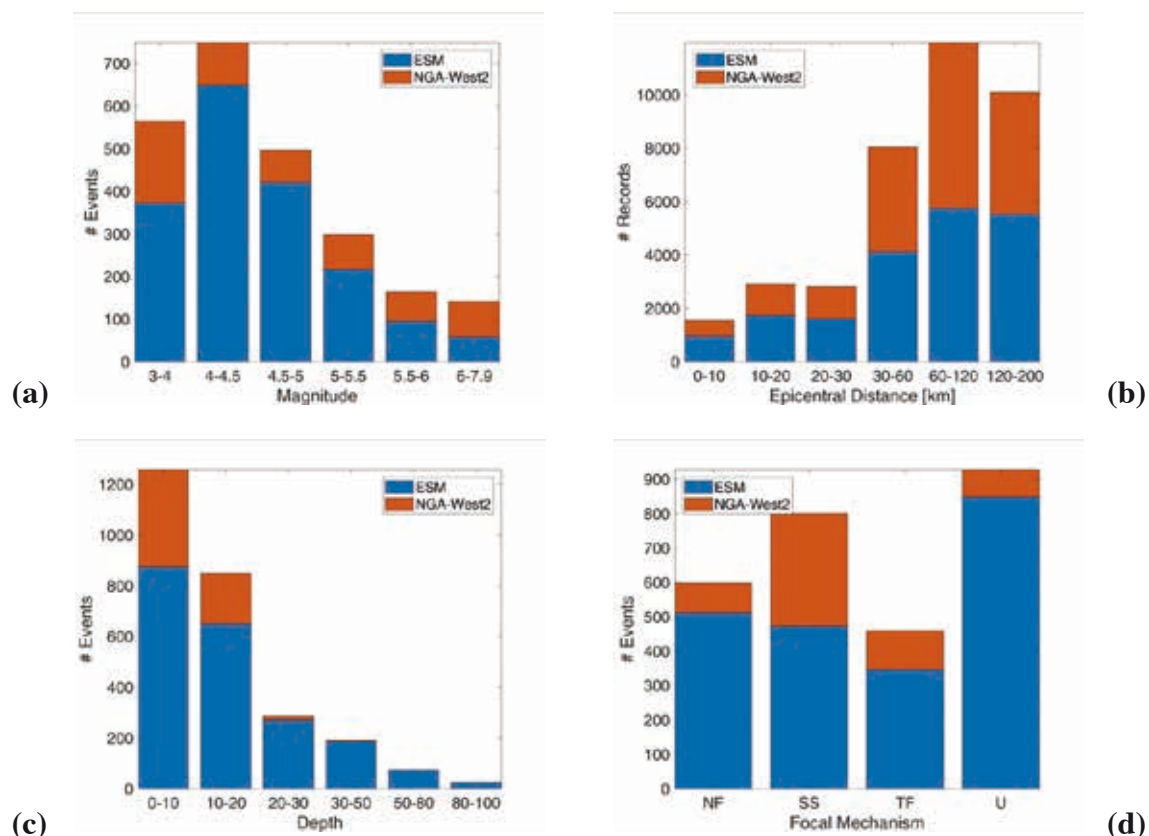 ESM
NGA-West2
700
600
500
400
300
200
100
0
# Events
3-4 4-4.5 4.5-5 5-5.5 5.5-6 6-7.9
Magnitude
(a)
ESM
NGA-West2
10000
8000
6000
4000
2000
0
# Records
0-10 10-20 20-30 30-60 60-120 120-200
Epicentral Distance [km]
(b)
ESM
NGA-West2
1200
1000
800
600
400
200
0
# Events
0-10 10-20 20-30 30-50 50-80 80-100
Depth
(c)
ESM
NGA-West2
900
800
700
600
500
400
300
200
100
0
# Events
NF SS TF U
Focal Mechanism
(d)